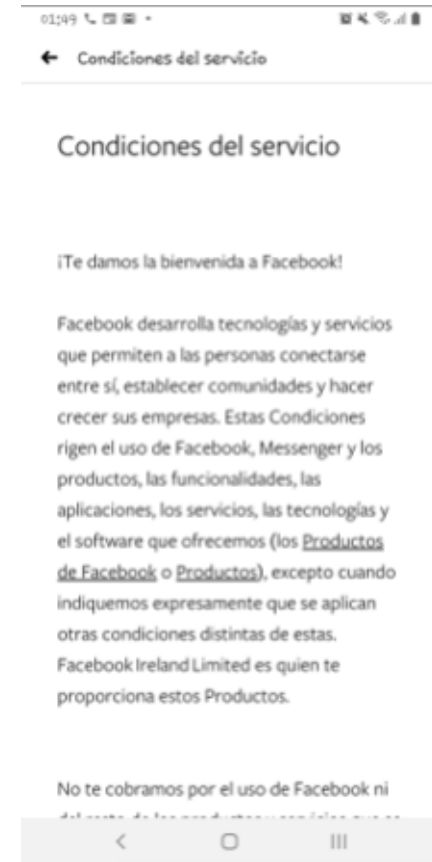 01:49
Condiciones del servicio
Condiciones del servicio
¡Te damos la bienvenida a Facebook!
Facebook desarrolla tecnologías y servicios
que permiten a las personas conectarse
entre sí, establecer comunidades y hacer
crecer sus empresas. Estas Condiciones
rigen el uso de Facebook, Messenger y los
productos, las funcionalidades, las
aplicaciones, los servicios, las tecnologías y
el software que ofrecemos (los Productos
de Facebook o Productos), excepto cuando
indiquemos expresamente que se aplican
otras condiciones distintas de estas.
Facebook Ireland Limited es quien te
proporciona estos Productos.
No te cobramos por el uso de Facebook ni